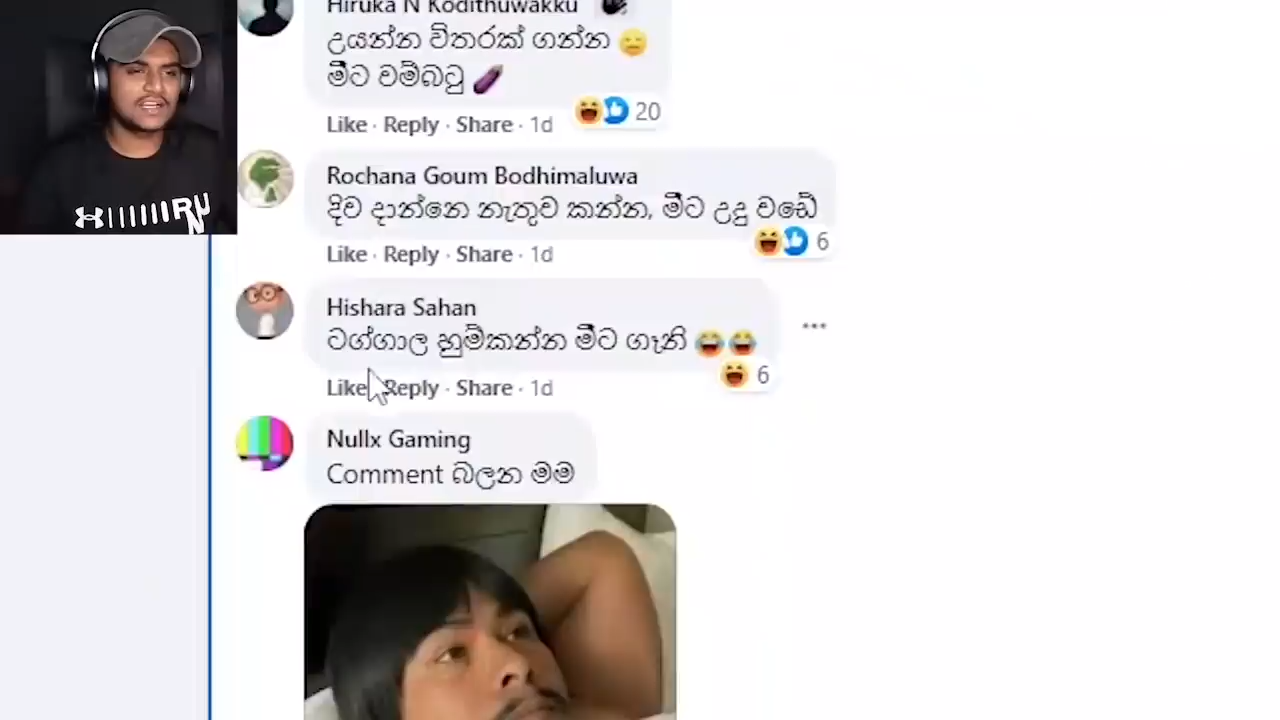 Hiruka N Kodithuwakku
උයන්න විතරක් ගන්න
මීට වම්බටු
20
Like · Reply · Share · 1d
Rochana Goum Bodhimaluwa
දිව දාන්නෙ නැතුව කන්න, මීට උදු වඩේ
6
Like · Reply · Share · 1d
Hishara Sahan
ටග්ගාල හුම්කන්න මීට ගැනි
6
Like · Reply · Share · 1d
Nullx Gaming
Comment බලන මම